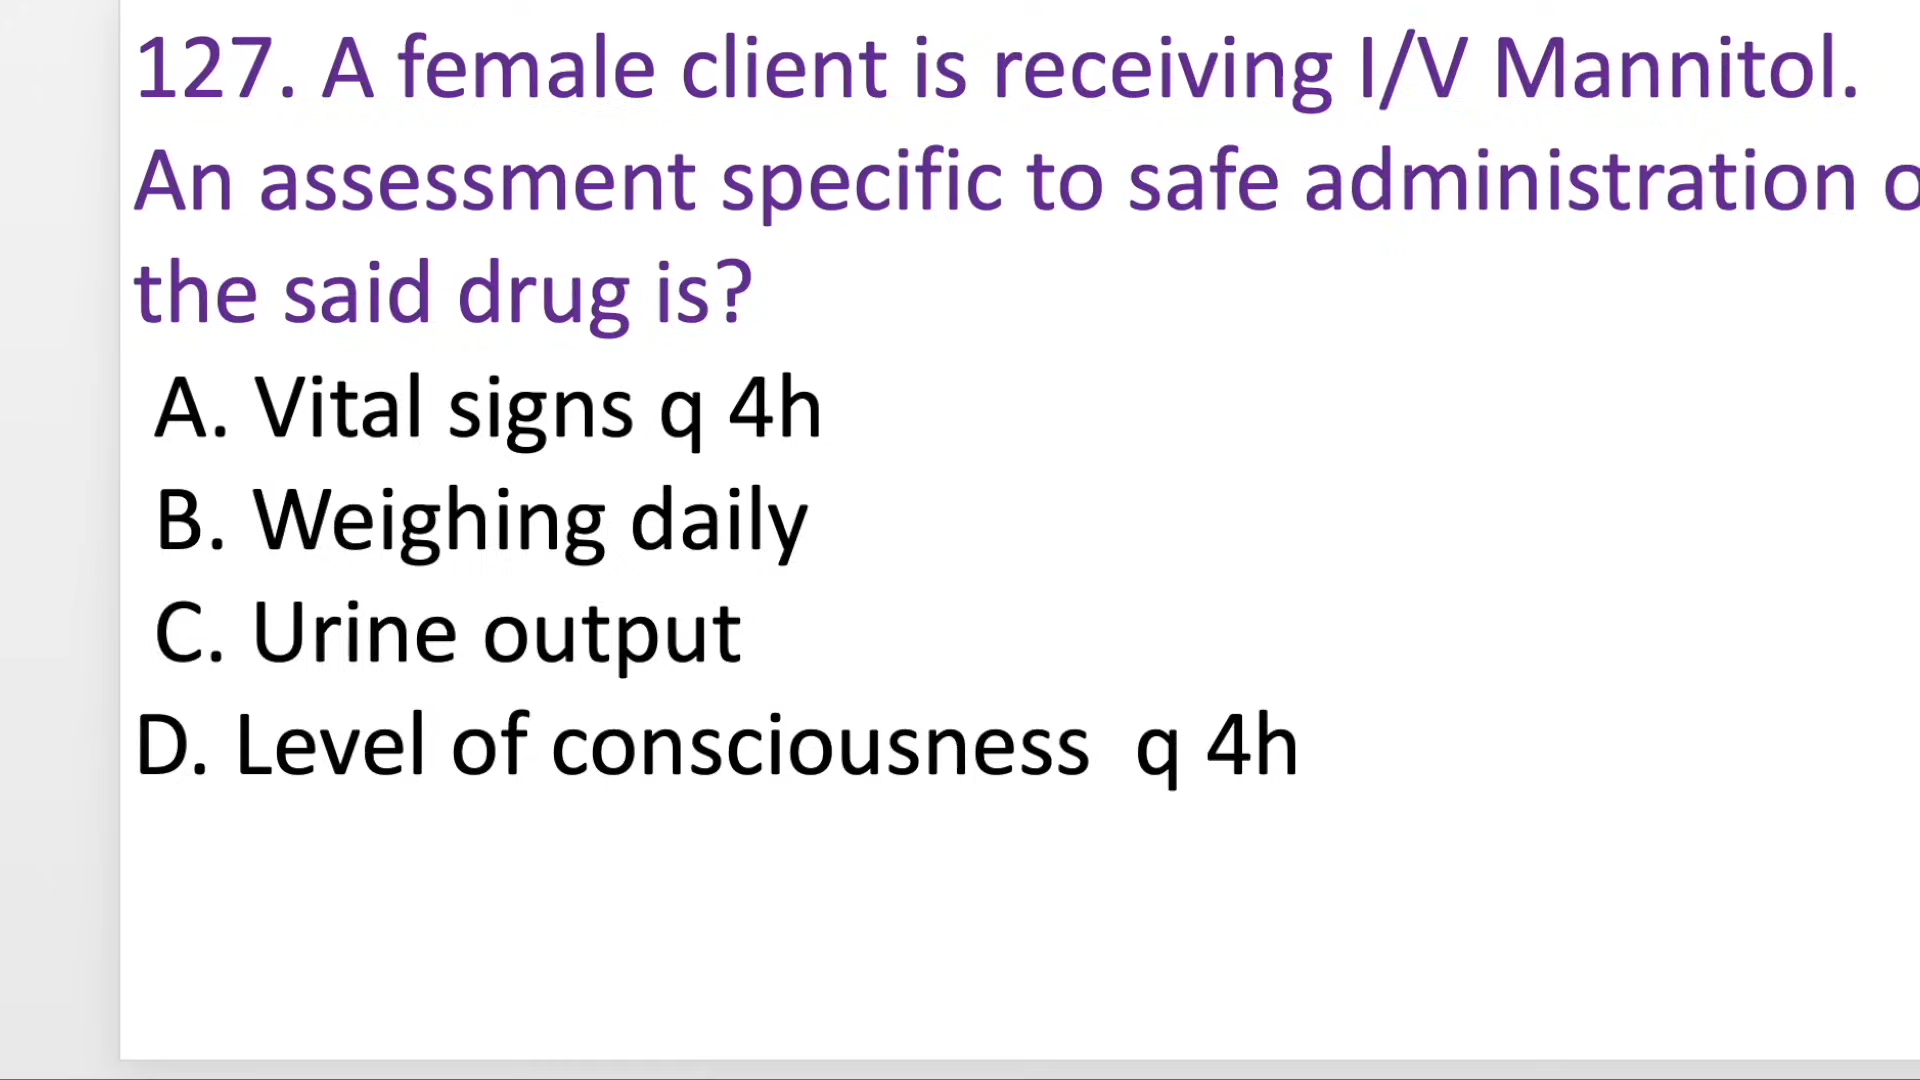 127. A female client is receiving I/V Mannitol.
An assessment specific to safe administration
the said drug is?
A. Vital signs q 4h
B. Weighing daily
C. Urine output
D. Level of consciousness q 4h